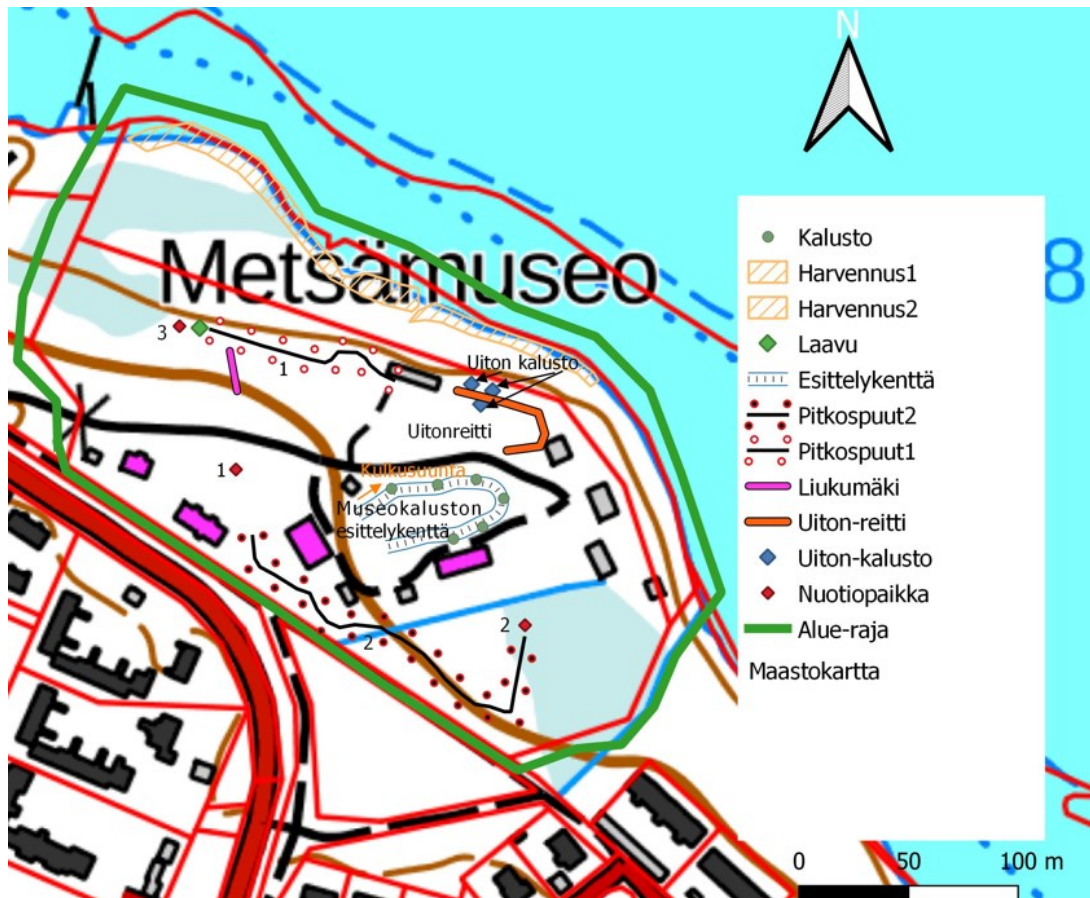 N
Metsämuseo
8
3
1
Uiton kalusto
Uitonreitti
1
Kulkusuunta
Museokaluston
esittelykenttä
2
2
Kalusto
Harvennus1
Harvennus2
Laavu
Esittelykenttä
Pitkospuut2
Pitkospuut1
Liukumäki
Uiton-reitti
Uiton-kalusto
Nuotiopaikka
Alue-raja
Maastokartta
0 50 100 m